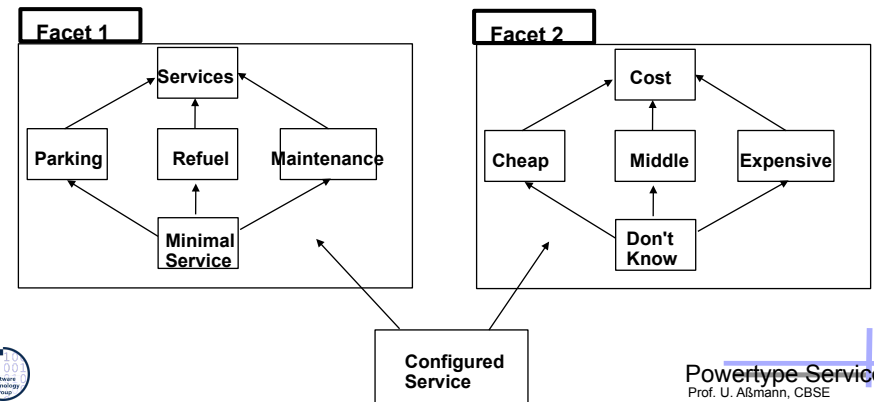 Facet 1
Services
Parking
Refuel
Maintenance
Minimal
Service
Facet 2
Cost
Cheap
Middle
Expensive
Don't
Know
Configured
Service
Powertype Service
Prof. U. Aßmann, CBSE